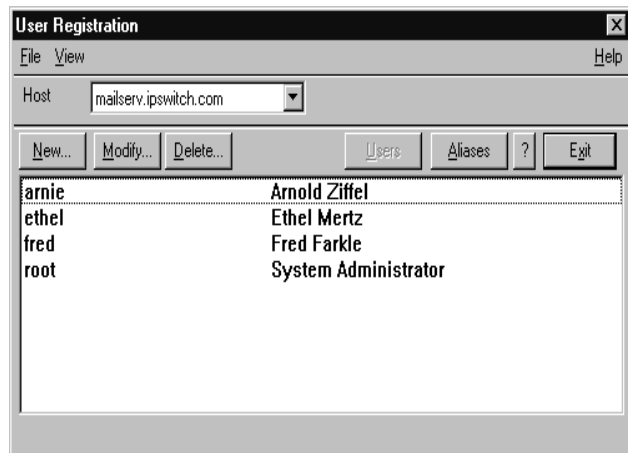 User Registration
File View Help
Host mailserv.ipswitch.com
New... Modify... Delete... Users Aliases ? Exit
arnie Arnold Ziffel
ethel Ethel Mertz
fred Fred Farkle
root System Administrator